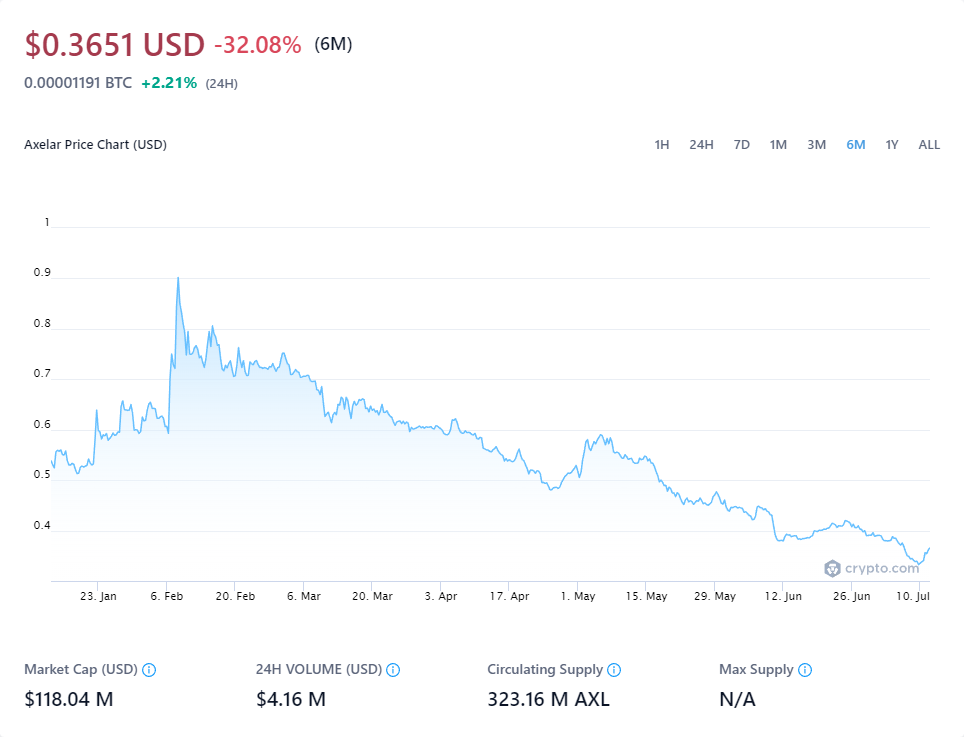 $0.3651 USD -32.08% (6M)
0.00001191 BTC +2.21% (24H)
Axelar Price Chart (USD)
1H 24H 7D 1M 3M 6M 1Y ALL
1
0.9
0.8
0.7
0.6
0.5
0.4
crypto.com
23. Jan 6. Feb 20. Feb 6. Mar 20. Mar 3. Apr 17. Apr 1. May 15. May 29. May 12. Jun 26. Jun 10. Jul
Market Cap (USD) 24H VOLUME (USD) Circulating Supply Max Supply
$118.04 M $4.16 M 323.16 M AXL N/A